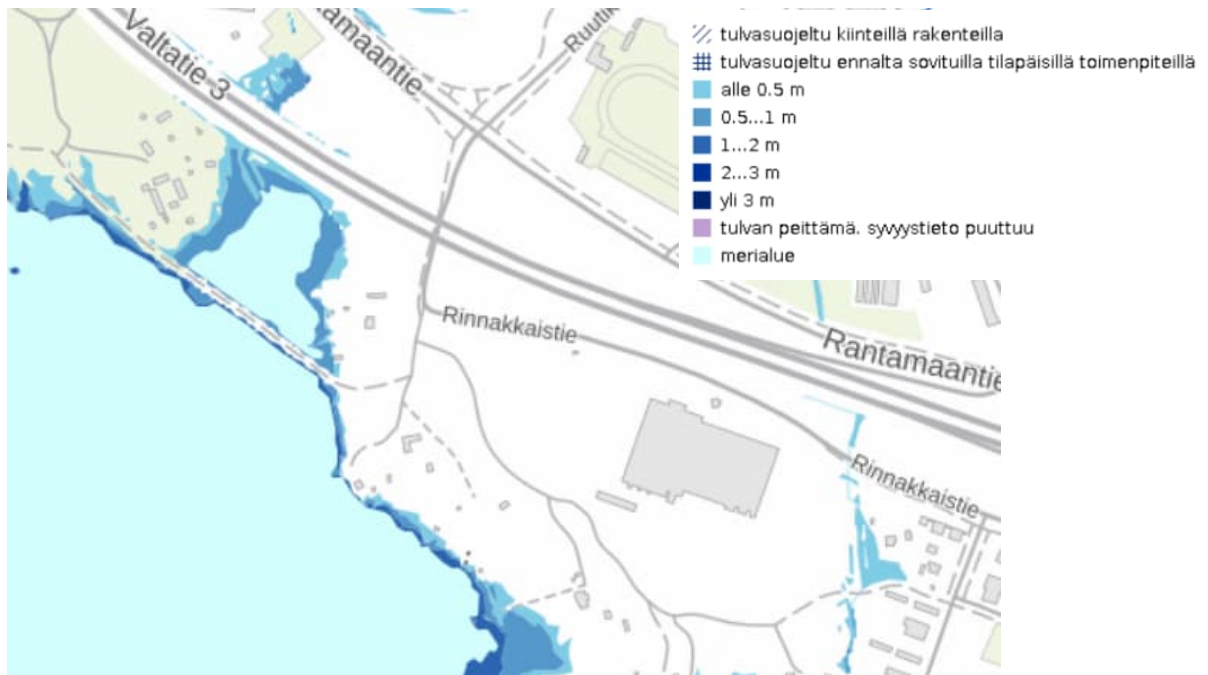 Valtatie 3
Rinnakkaistie
Rantamaantie
Rinnakkaistie
tulvasuojeltu kiinteillä rakenteilla
tulvasuojeltu ennalta sovituilla tilapäisillä toimenpiteillä
alle 0.5 m
0.5...1 m
1...2 m
2...3 m
yli 3 m
tulvan peittämä. syvyystieto puuttuu
merialue